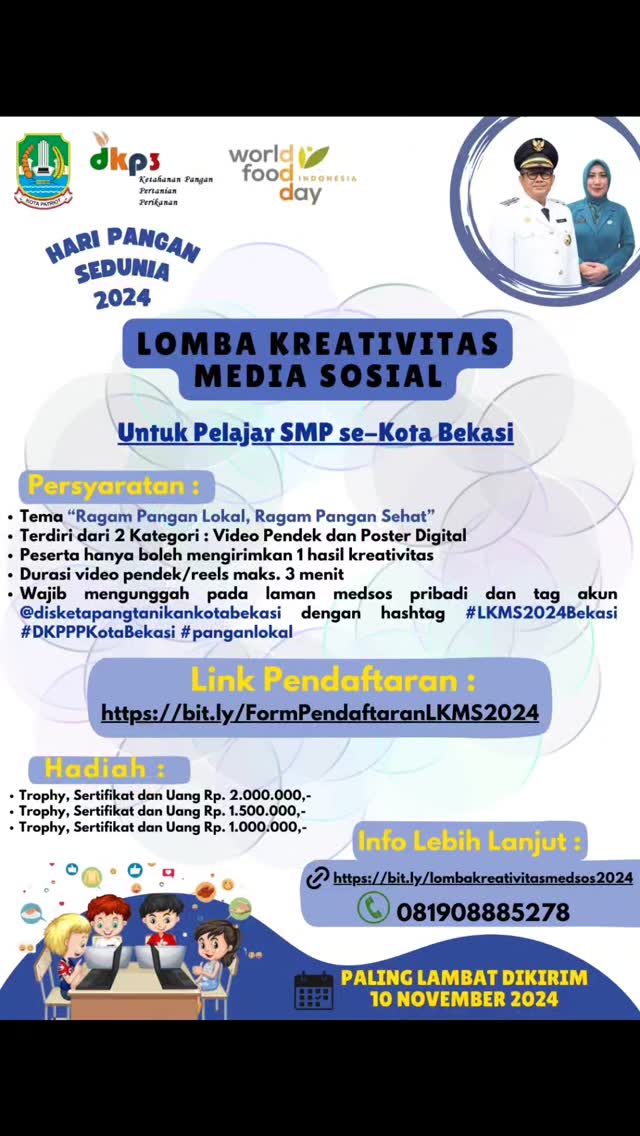 KOTA PATRIOT
dkp3
Ketahanan Pangan
Pertanian
Perikanan
world
food
day
INDONESIA
HARI PANGAN
SEDUNIA
2024
LOMBA KREATIVITAS
MEDIA SOSIAL
Untuk Pelajar SMP se-Kota Bekasi
Persyaratan :
• Tema “Ragam Pangan Lokal, Ragam Pangan Sehat”
• Terdiri dari 2 Kategori : Video Pendek dan Poster Digital
• Peserta hanya boleh mengirimkan 1 hasil kreativitas
• Durasi video pendek/reels maks. 3 menit
• Wajib mengunggah pada laman medsos pribadi dan tag akun
@disketapangtanikankotabekasi dengan hashtag #LKMS2024Bekasi
#DKPPPKotaBekasi #panganlokal
Link Pendaftaran :
https://bit.ly/FormPendaftaranLKMS2024
Hadiah :
• Trophy, Sertifikat dan Uang Rp. 2.000.000,-
• Trophy, Sertifikat dan Uang Rp. 1.500.000,-
• Trophy, Sertifikat dan Uang Rp. 1.000.000,-
Info Lebih Lanjut :
https://bit.ly/lombakreativitasmedsos2024
081908885278
PALING LAMBAT DIKIRIM
10 NOVEMBER 2024